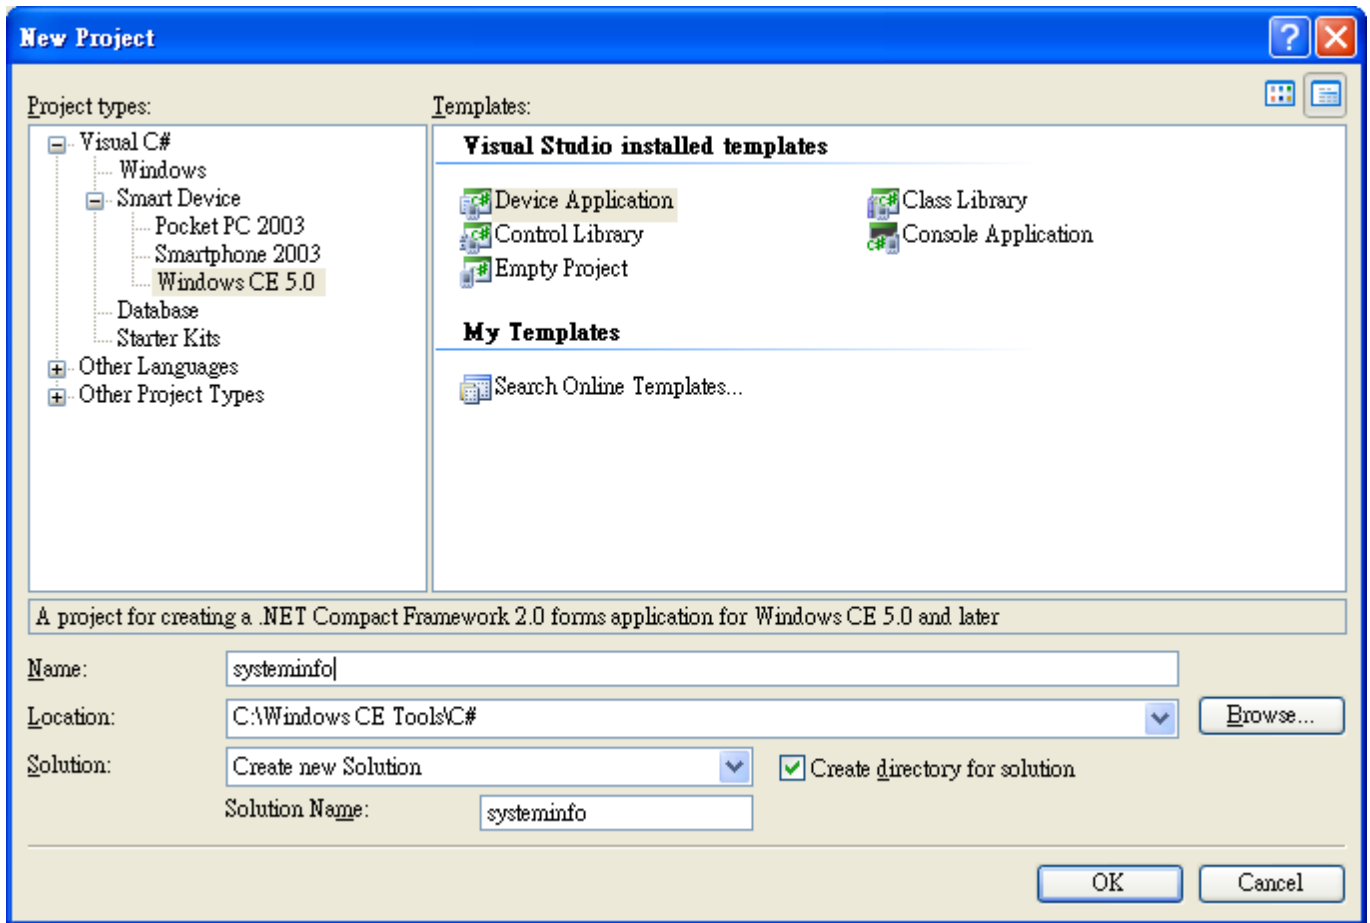 New Project
Project types:
Templates:
Visual C#
Windows
Smart Device
Pocket PC 2003
Smartphone 2003
Windows CE 5.0
Database
Starter Kits
Other Languages
Other Project Types
Visual Studio installed templates
Device Application
Class Library
Control Library
Console Application
Empty Project
My Templates
Search Online Templates...
A project for creating a .NET Compact Framework 2.0 forms application for Windows CE 5.0 and later
Name:
systeminfo
Location:
C:\Windows CE Tools\C#
Browse...
Solution:
Create new Solution
Create directory for solution
Solution Name:
systeminfo
OK
Cancel